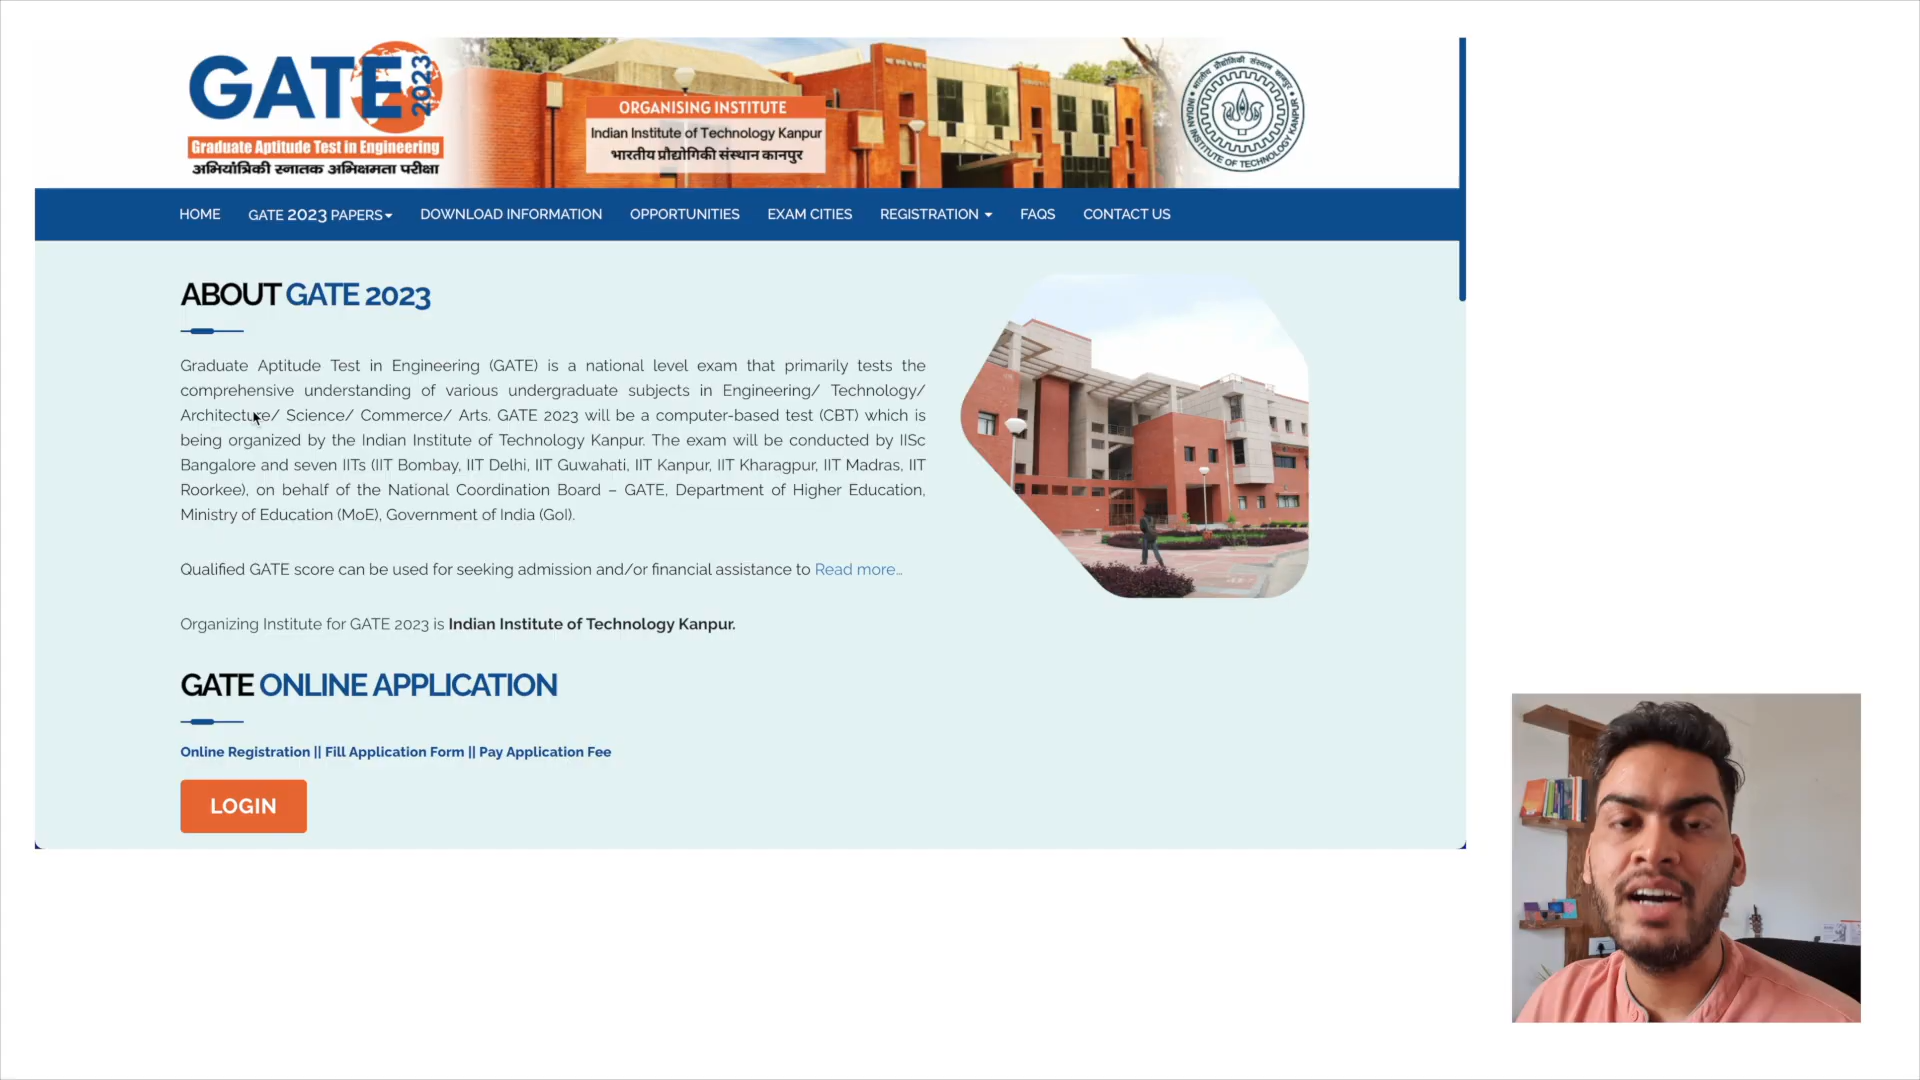 GATE 2023
Graduate Aptitude Test in Engineering
अभियांत्रिकी स्नातक अभिक्षमता परीक्षा
ORGANISING INSTITUTE
Indian Institute of Technology Kanpur
भारतीय प्रौद्योगिकी संस्थान कानपुर
भारतीय प्रौद्योगिकी संस्थान कानपुर
INDIAN INSTITUTE OF TECHNOLOGY KANPUR
HOME GATE 2023 PAPERS DOWNLOAD INFORMATION OPPORTUNITIES EXAM CITIES REGISTRATION FAQS CONTACT US
ABOUT GATE 2023
Graduate Aptitude Test in Engineering (GATE) is a national level exam that primarily tests the
comprehensive understanding of various undergraduate subjects in Engineering/ Technology/
Architecture/ Science/ Commerce/ Arts. GATE 2023 will be a computer-based test (CBT) which is
being organized by the Indian Institute of Technology Kanpur. The exam will be conducted by IISc
Bangalore and seven IITs (IIT Bombay, IIT Delhi, IIT Guwahati, IIT Kanpur, IIT Kharagpur, IIT Madras, IIT
Roorkee), on behalf of the National Coordination Board – GATE, Department of Higher Education,
Ministry of Education (MoE), Government of India (GoI).
Qualified GATE score can be used for seeking admission and/or financial assistance to Read more...
Organizing Institute for GATE 2023 is Indian Institute of Technology Kanpur.
GATE ONLINE APPLICATION
Online Registration || Fill Application Form || Pay Application Fee
LOGIN